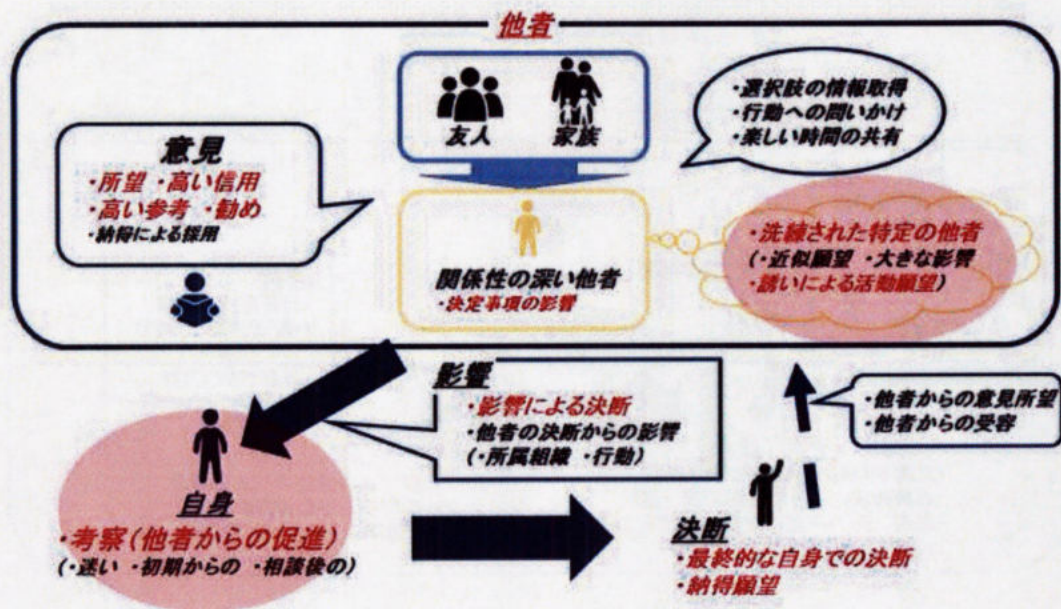 他者
友人
家族
・選択肢の情報取得
・行動への問いかけ
・楽しい時間の共有
意見
・所望 ・高い信用
・高い参考 ・勧め
・納得による採用
関係性の深い他者
・決定事項の影響
・洗練された特定の他者
(・近似願望 ・大きな影響
・誘いによる活動願望)
影響
・影響による決断
・他者の決断からの影響
(・所属組織 ・行動)
・他者からの意見所望
・他者からの受容
自身
・考察(他者からの促進)
(・迷い ・初期からの ・相談後の)
決断
・最終的な自身での決断
・納得願望